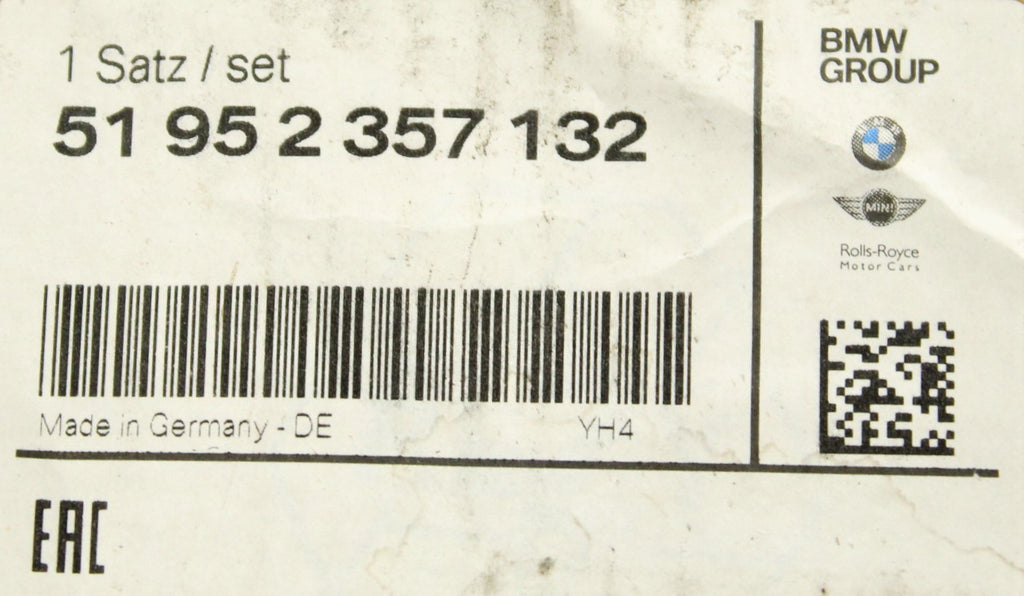 1 Satz / set
51 95 2 357 132
Made in Germany - DE YH4
BMW
GROUP
BMW
MINI
Rolls-Royce
Motor Cars
EAC